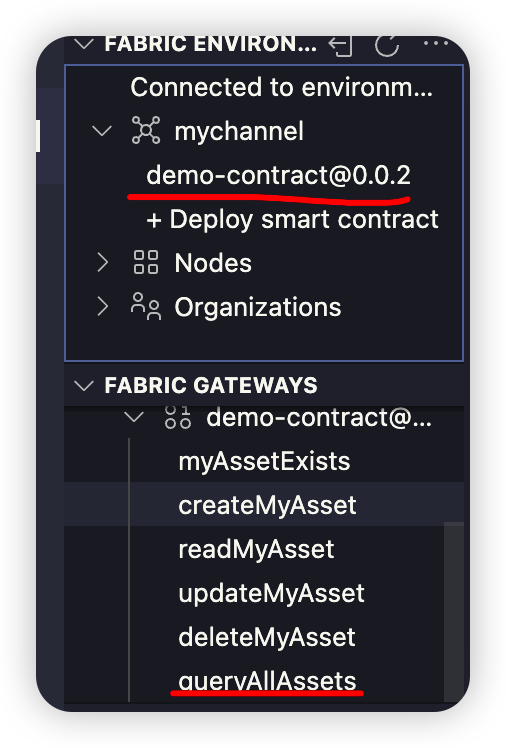 FABRIC ENVIRON...
Connected to environm...
mychannel
demo-contract@0.0.2
+ Deploy smart contract
Nodes
Organizations
FABRIC GATEWAYS
demo-contract@...
myAssetExists
createMyAsset
readMyAsset
updateMyAsset
deleteMyAsset
queryAllAssets